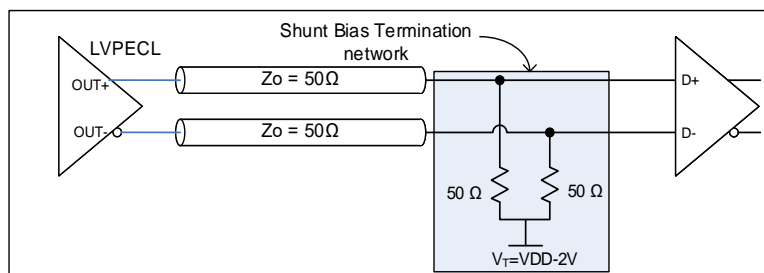 Shunt Bias Termination
network
LVPECL
OUT+
Zo = 50Ω
D+
OUT-
Zo = 50Ω
D-
50 Ω
50 Ω
VT=VDD-2V